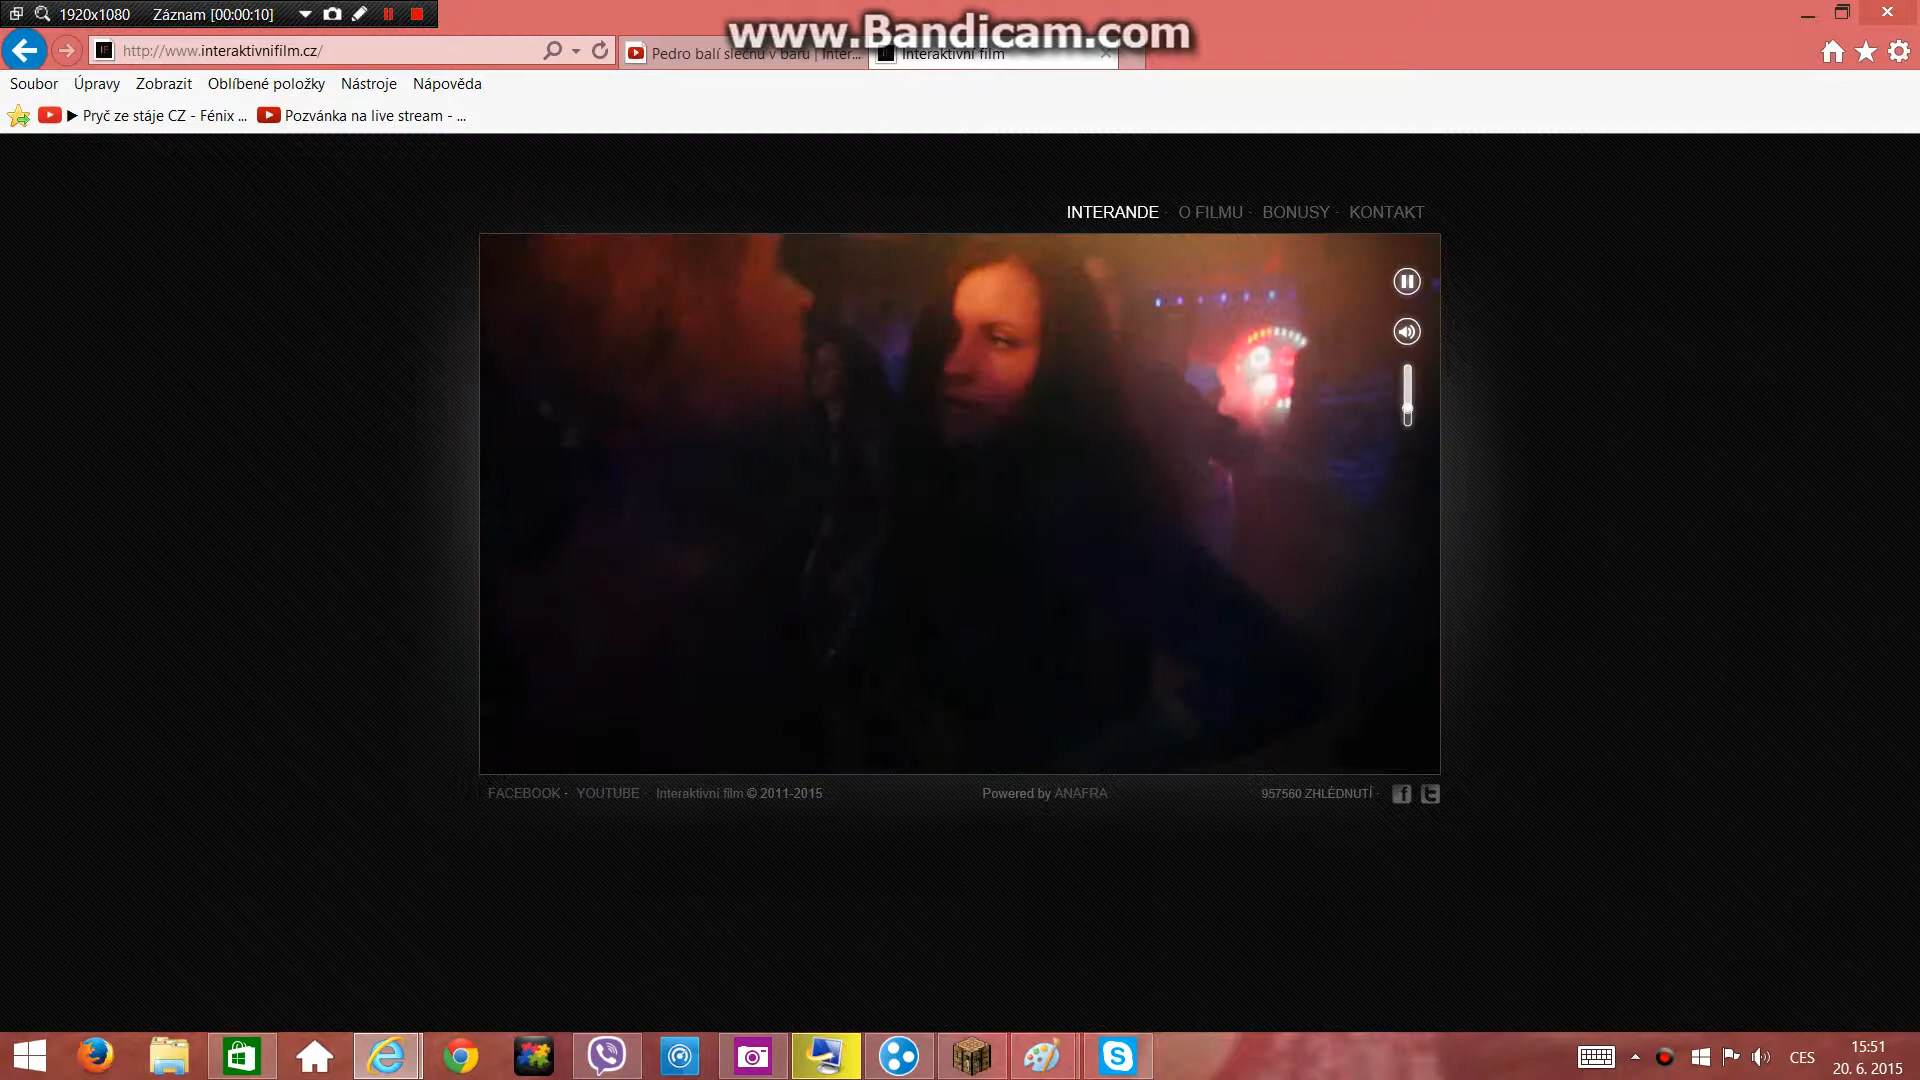 1920x1080 Záznam [00:00:10]
www.Bandicam.com
http://www.interaktivnifilm.cz/
Pedro balí slečnu v baru | Inter...
Interaktivní film
Soubor Úpravy Zobrazit Oblíbené položky Nástroje Nápověda
▶ Pryč ze stáje CZ - Fénix ... Pozvánka na live stream - ...
INTERANDE · O FILMU · BONUSY · KONTAKT
FACEBOOK · YOUTUBE · Interaktivní film © 2011-2015 Powered by ANAFRA 957560 ZHLÉDNUTÍ ·
CES
15:51
20. 6. 2015